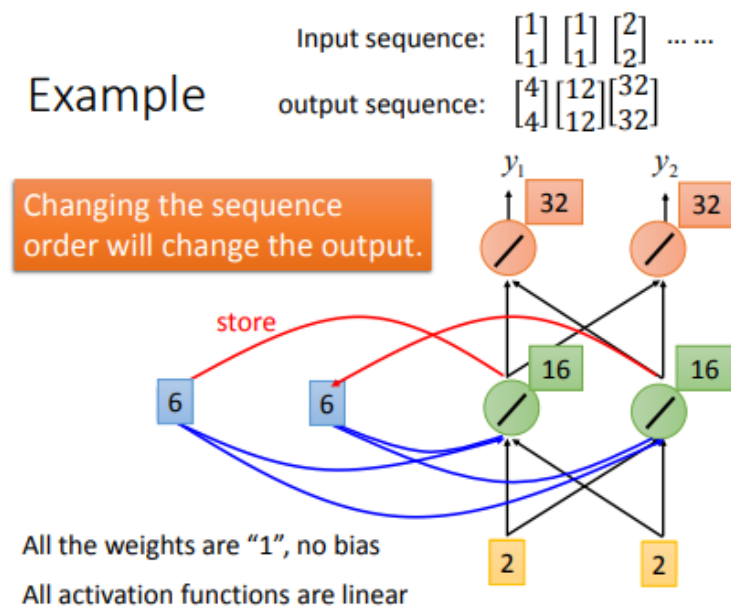 Input sequence: [1 1] [1 1] [2 2] … …
Example
output sequence: [4 4] [12 12] [32 32]
y₁ y₂
32 32
Changing the sequence
order will change the output.
store
16 16
6 6
All the weights are “1”, no bias
2 2
All activation functions are linear